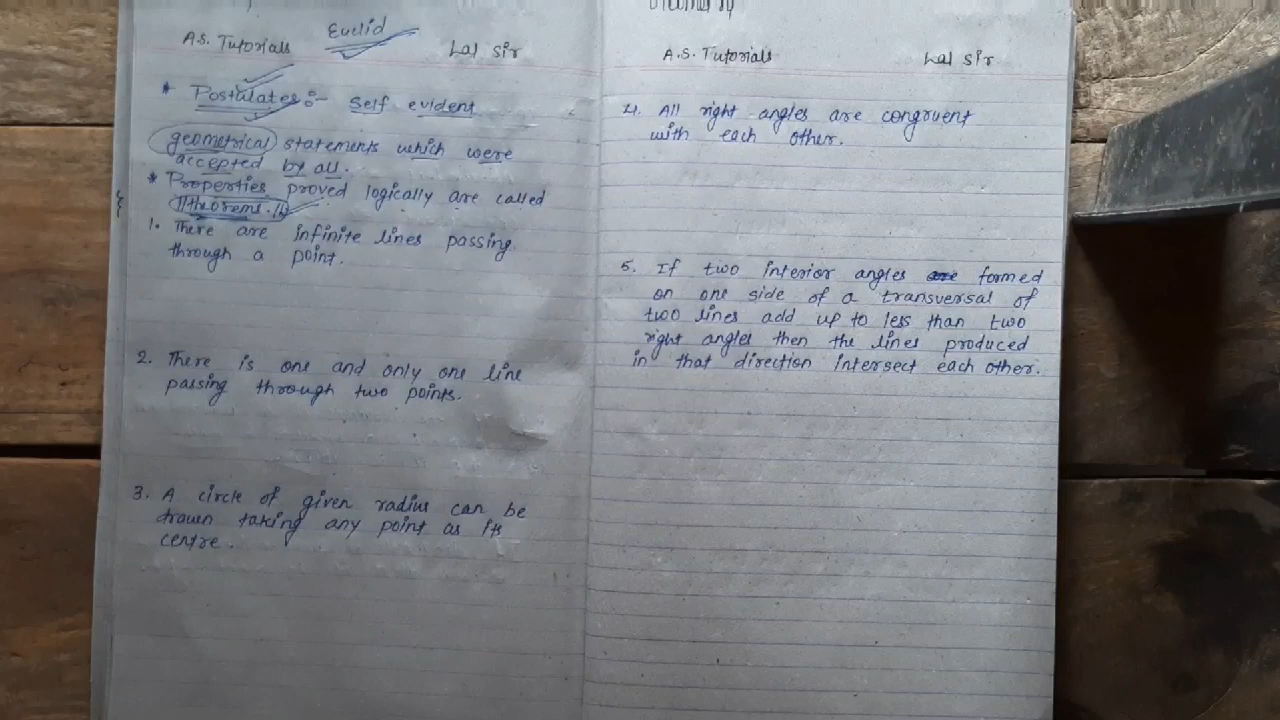 Euclid
A.S. Tutorials Lal Sir
* Postulates :- Self evident
geometrical statements which were
accepted by all.
* Properties proved logically are called
Theorems.
1. There are infinite lines passing
through a point.
2. There is one and only one line
passing through two points.
3. A circle of given radius can be
drawn taking any point as its
centre.
A.S. Tutorials Lal Sir
4. All right angles are congruent
with each other.
5. If two interior angles are formed
on one side of a transversal of
two lines add up to less than two
right angles then the lines produced
in that direction intersect each other.